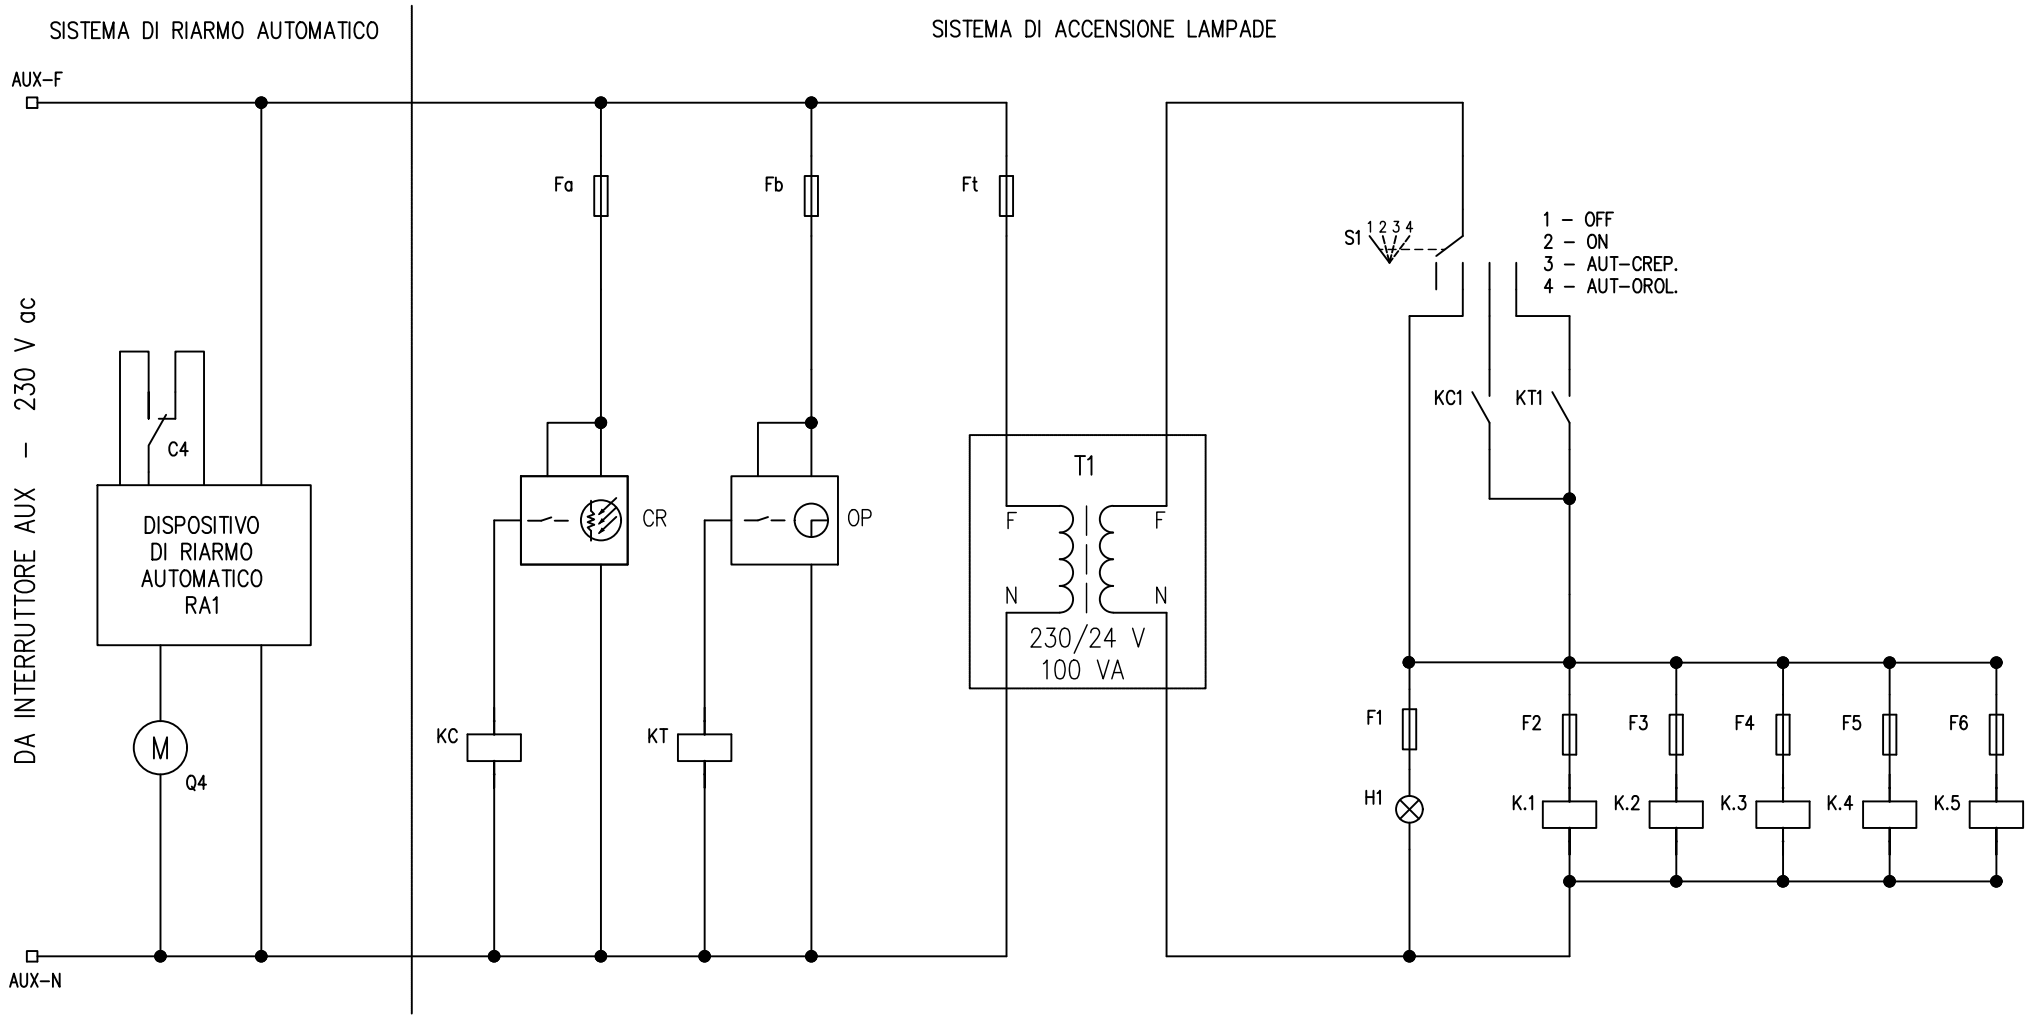 SISTEMA DI RIARMO AUTOMATICO
SISTEMA DI ACCENSIONE LAMPADE
AUX-F
Fa
Fb
Ft
S1
1 2 3 4
1 - OFF
2 - ON
3 - AUT-CREP.
4 - AUT-OROL.
DA INTERRUTTORE AUX - 230 V ac
C4
KC1
KT1
DISPOSITIVO
DI RIARMO
AUTOMATICO
RA1
CR
OP
T1
F
F
N
N
230/24 V
100 VA
M
Q4
KC
KT
F1
F2
F3
F4
F5
F6
H1
K.1
K.2
K.3
K.4
K.5
AUX-N